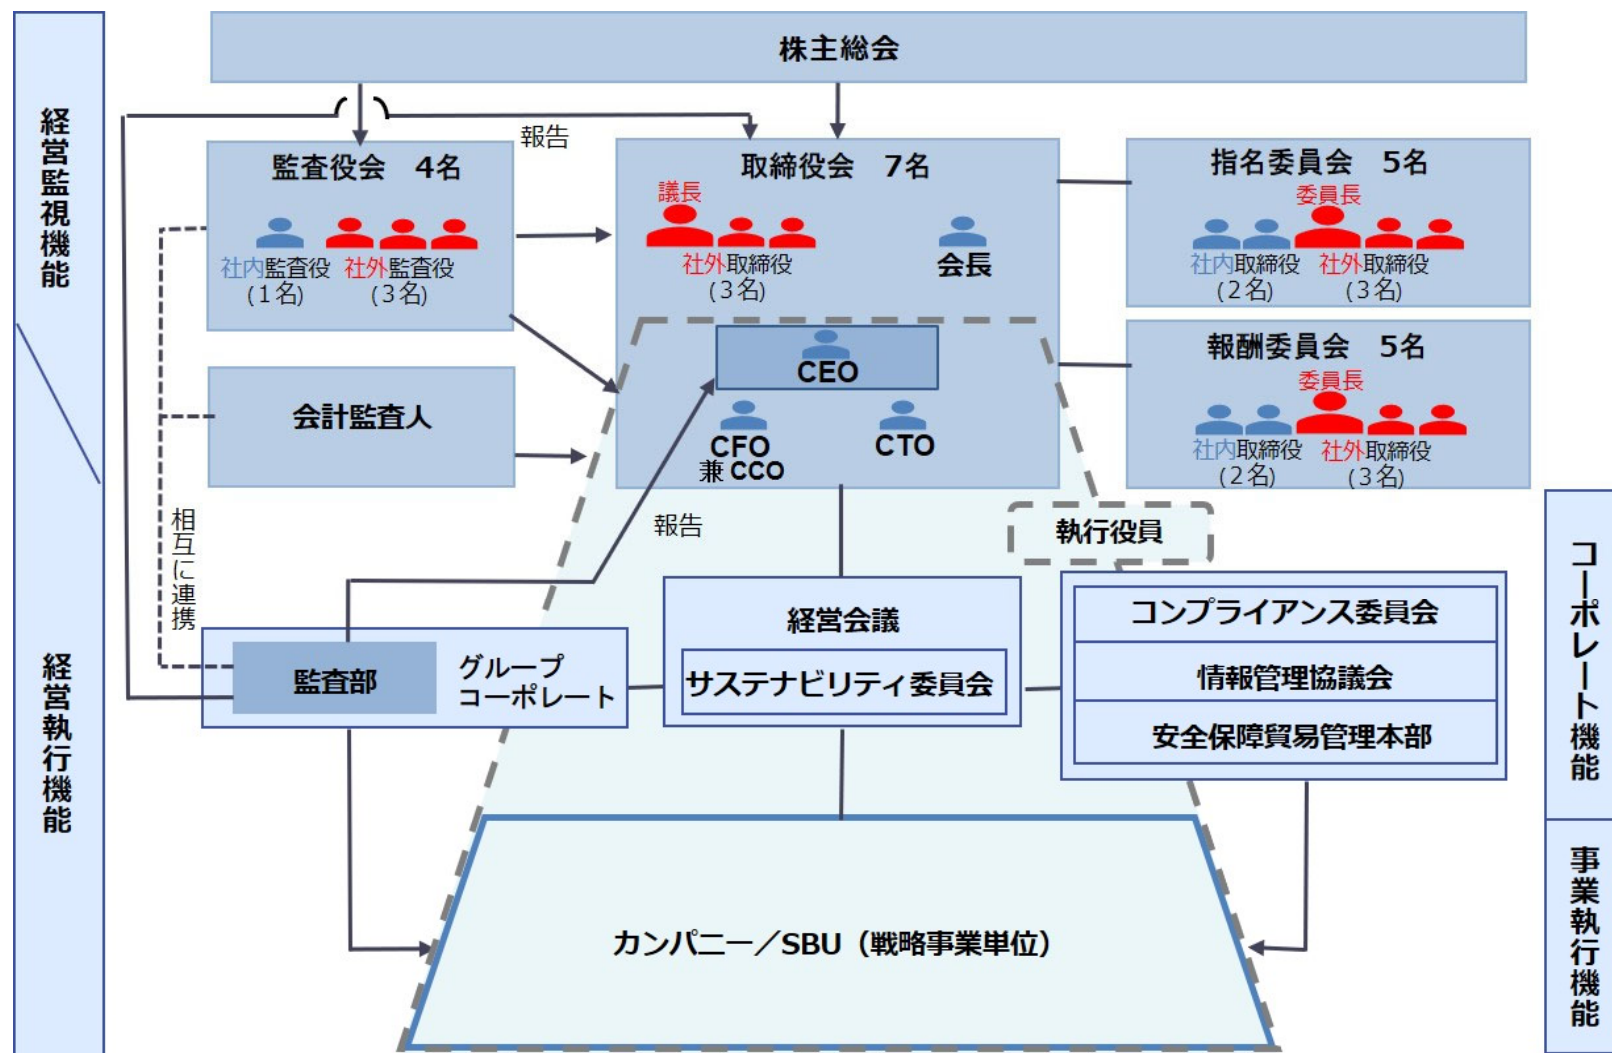 株主総会
経営監視機能
報告
監査役会 4名
社内監査役
(1名)
社外監査役
(3名)
取締役会 7名
議長
社外取締役
(3名)
会長
CEO
CFO
兼 CCO
CTO
指名委員会 5名
委員長
社内取締役
(2名)
社外取締役
(3名)
報酬委員会 5名
委員長
社内取締役
(2名)
社外取締役
(3名)
会計監査人
相互に連携
報告
執行役員
経営執行機能
監査部
グループ
コーポレート
経営会議
サステナビリティ委員会
コンプライアンス委員会
情報管理協議会
安全保障貿易管理本部
コーポレート機能
カンパニー／SBU（戦略事業単位）
事業執行機能